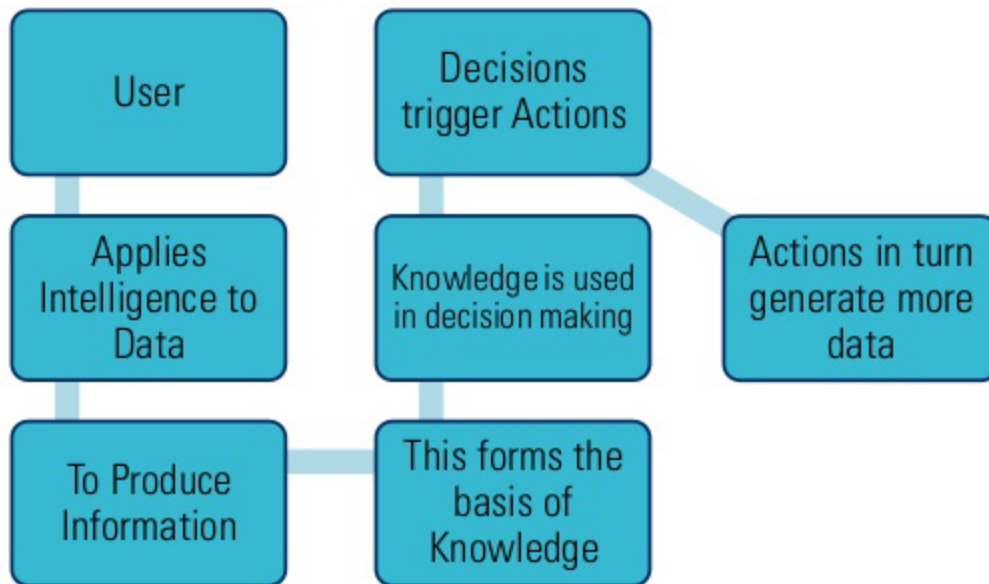 User
Applies
Intelligence to
Data
To Produce
Information
This forms the
basis of
Knowledge
Knowledge is used
in decision making
Decisions
trigger Actions
Actions in turn
generate more
data